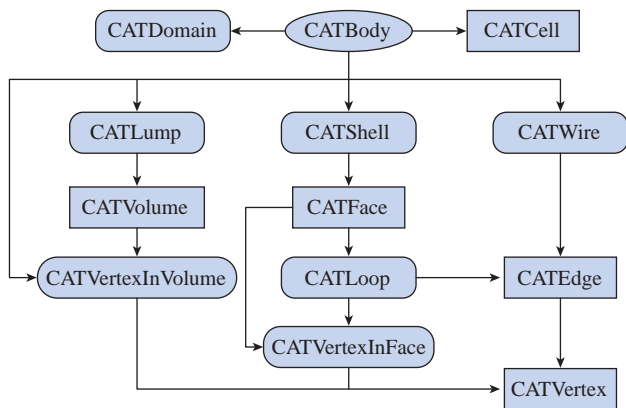 CATDomain
CATBody
CATCell
CATLump
CATShell
CATWire
CATVolume
CATFace
CATVertexInVolume
CATLoop
CATEdge
CATVertexInFace
CATVertex